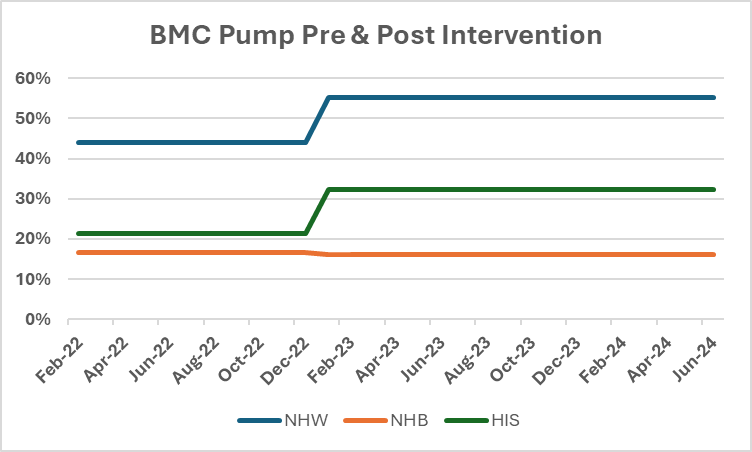 BMC Pump Pre & Post Intervention
60%
50%
40%
30%
20%
10%
0%
Feb-22 Apr-22 Jun-22 Aug-22 Oct-22 Dec-22 Feb-23 Apr-23 Jun-23 Aug-23 Oct-23 Dec-23 Feb-24 Apr-24 Jun-24
NHW NHB HIS